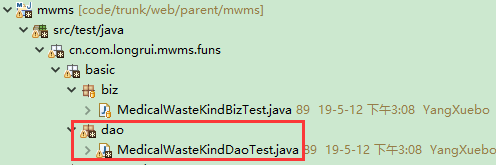 mwms [code/trunk/web/parent/mwms]
src/test/java
cn.com.longrui.mwms.funs
basic
biz
MedicalWasteKindBizTest.java 89 19-5-12 下午3:08 YangXuebo
dao
MedicalWasteKindDaoTest.java 89 19-5-12 下午3:08 YangXuebo